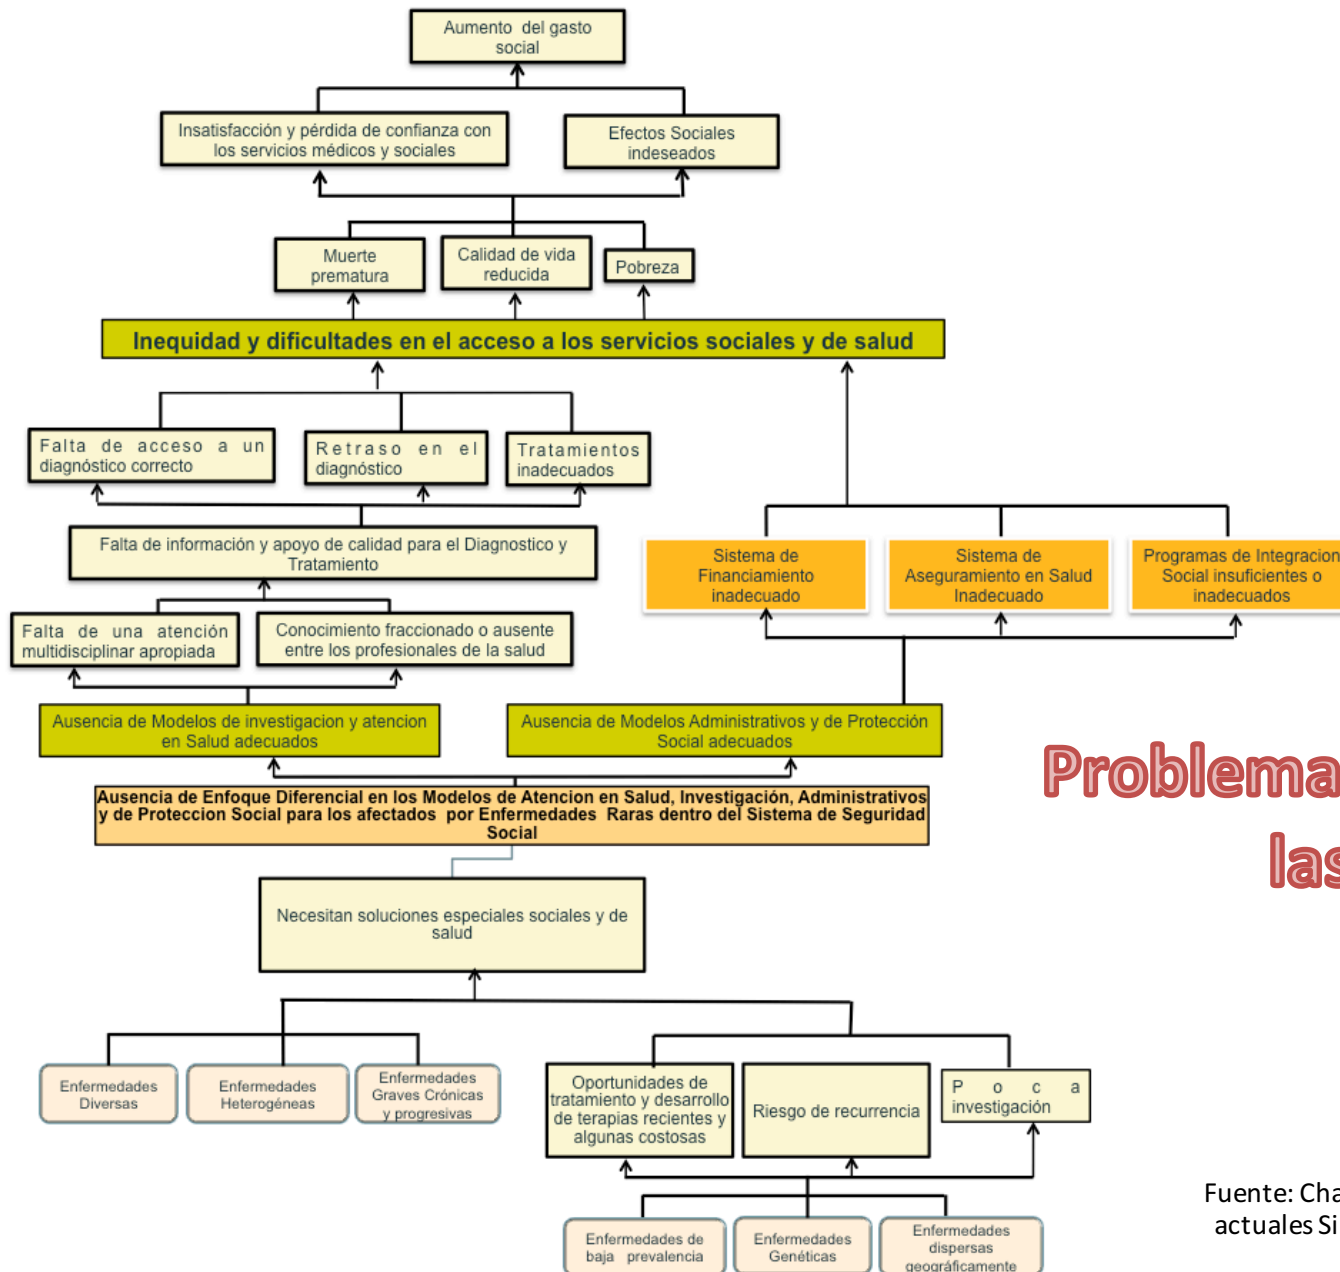 Aumento del gasto
social
Insatisfacción y pérdida de confianza con
los servicios médicos y sociales
Efectos Sociales
indeseados
Muerte
prematura
Calidad de vida
reducida
Pobreza
Inequidad y dificultades en el acceso a los servicios sociales y de salud
Falta de acceso a un
diagnóstico correcto
Retraso en el
diagnóstico
Tratamientos
inadecuados
Falta de información y apoyo de calidad para el Diagnostico y
Tratamiento
Sistema de
Financiamiento
inadecuado
Sistema de
Aseguramiento en Salud
Inadecuado
Programas de Integracion
Social insuficientes o
inadecuados
Falta de una atención
multidisciplinar apropiada
Conocimiento fraccionado o ausente
entre los profesionales de la salud
Ausencia de Modelos de investigacion y atencion
en Salud adecuados
Ausencia de Modelos Administrativos y de Protección
Social adecuados
Problema
las
Ausencia de Enfoque Diferencial en los Modelos de Atencion en Salud, Investigación, Administrativos
y de Proteccion Social para los afectados por Enfermedades Raras dentro del Sistema de Seguridad
Social
Necesitan soluciones especiales sociales y de
salud
Enfermedades
Diversas
Enfermedades
Heterogéneas
Enfermedades
Graves Crónicas
y progresivas
Oportunidades de
tratamiento y desarrollo
de terapias recientes y
algunas costosas
Riesgo de recurrencia
Poca
investigación
Enfermedades de
baja prevalencia
Enfermedades
Genéticas
Enfermedades
dispersas
geográficamente
Fuente: Cha
actuales Si